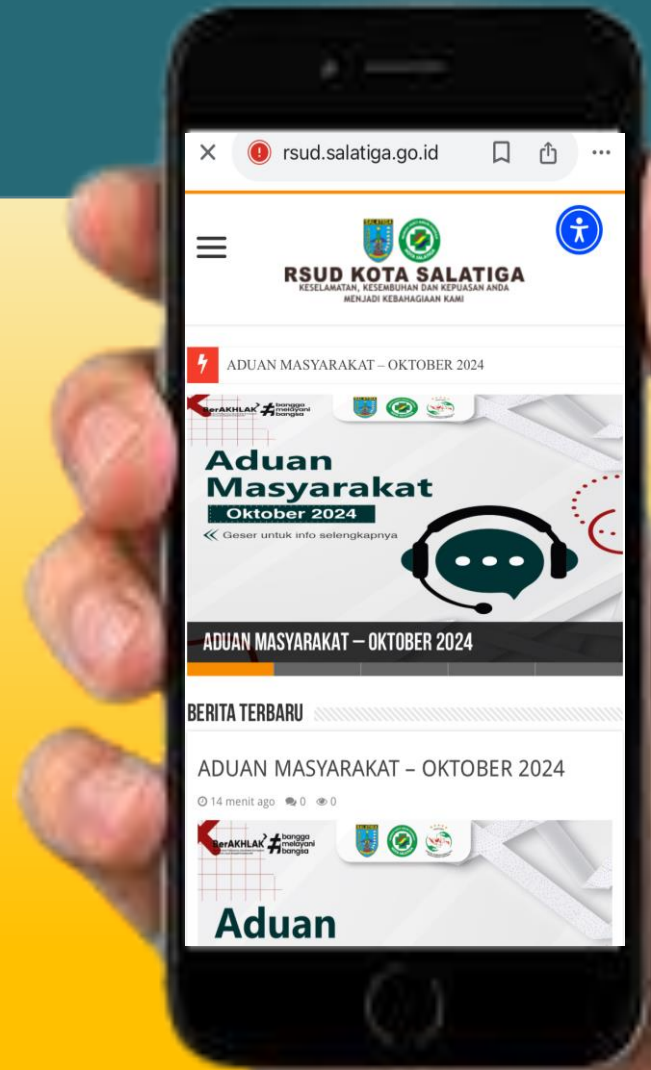 rsud.salatiga.go.id
RSUD KOTA SALATIGA
KESELAMATAN, KESEMBUHAN DAN KEPUASAN ANDA
MENJADI KEBAHAGIAAN KAMI
ADUAN MASYARAKAT – OKTOBER 2024
BerAKHLAK # bangga
melayani
bangsa
Aduan
Masyarakat
Oktober 2024
Geser untuk info selengkapnya
ADUAN MASYARAKAT – OKTOBER 2024
BERITA TERBARU
ADUAN MASYARAKAT – OKTOBER 2024
14 menit ago 0 0
BerAKHLAK # bangga
melayani
bangsa
Aduan